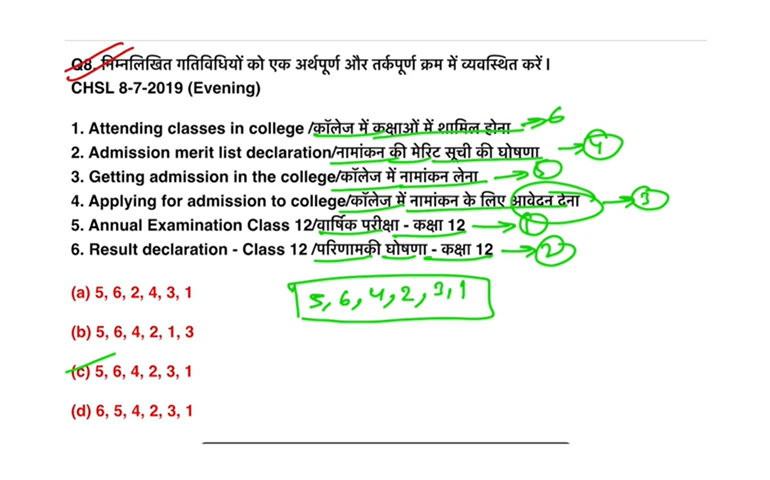 Q8. निम्नलिखित गतिविधियों को एक अर्थपूर्ण और तर्कपूर्ण क्रम में व्यवस्थित करें।
CHSL 8-7-2019 (Evening)
1. Attending classes in college /कॉलेज में कक्षाओं में शामिल होना 6
2. Admission merit list declaration/नामांकन की मेरिट सूची की घोषणा 4
3. Getting admission in the college/कॉलेज में नामांकन लेना 5
4. Applying for admission to college/कॉलेज में नामांकन के लिए आवेदन देना 3
5. Annual Examination Class 12/वार्षिक परीक्षा - कक्षा 12 1
6. Result declaration - Class 12 /परिणामकी घोषणा - कक्षा 12 2
(a) 5, 6, 2, 4, 3, 1
5, 6, 4, 2, 3, 1
(b) 5, 6, 4, 2, 1, 3
(c) 5, 6, 4, 2, 3, 1
(d) 6, 5, 4, 2, 3, 1